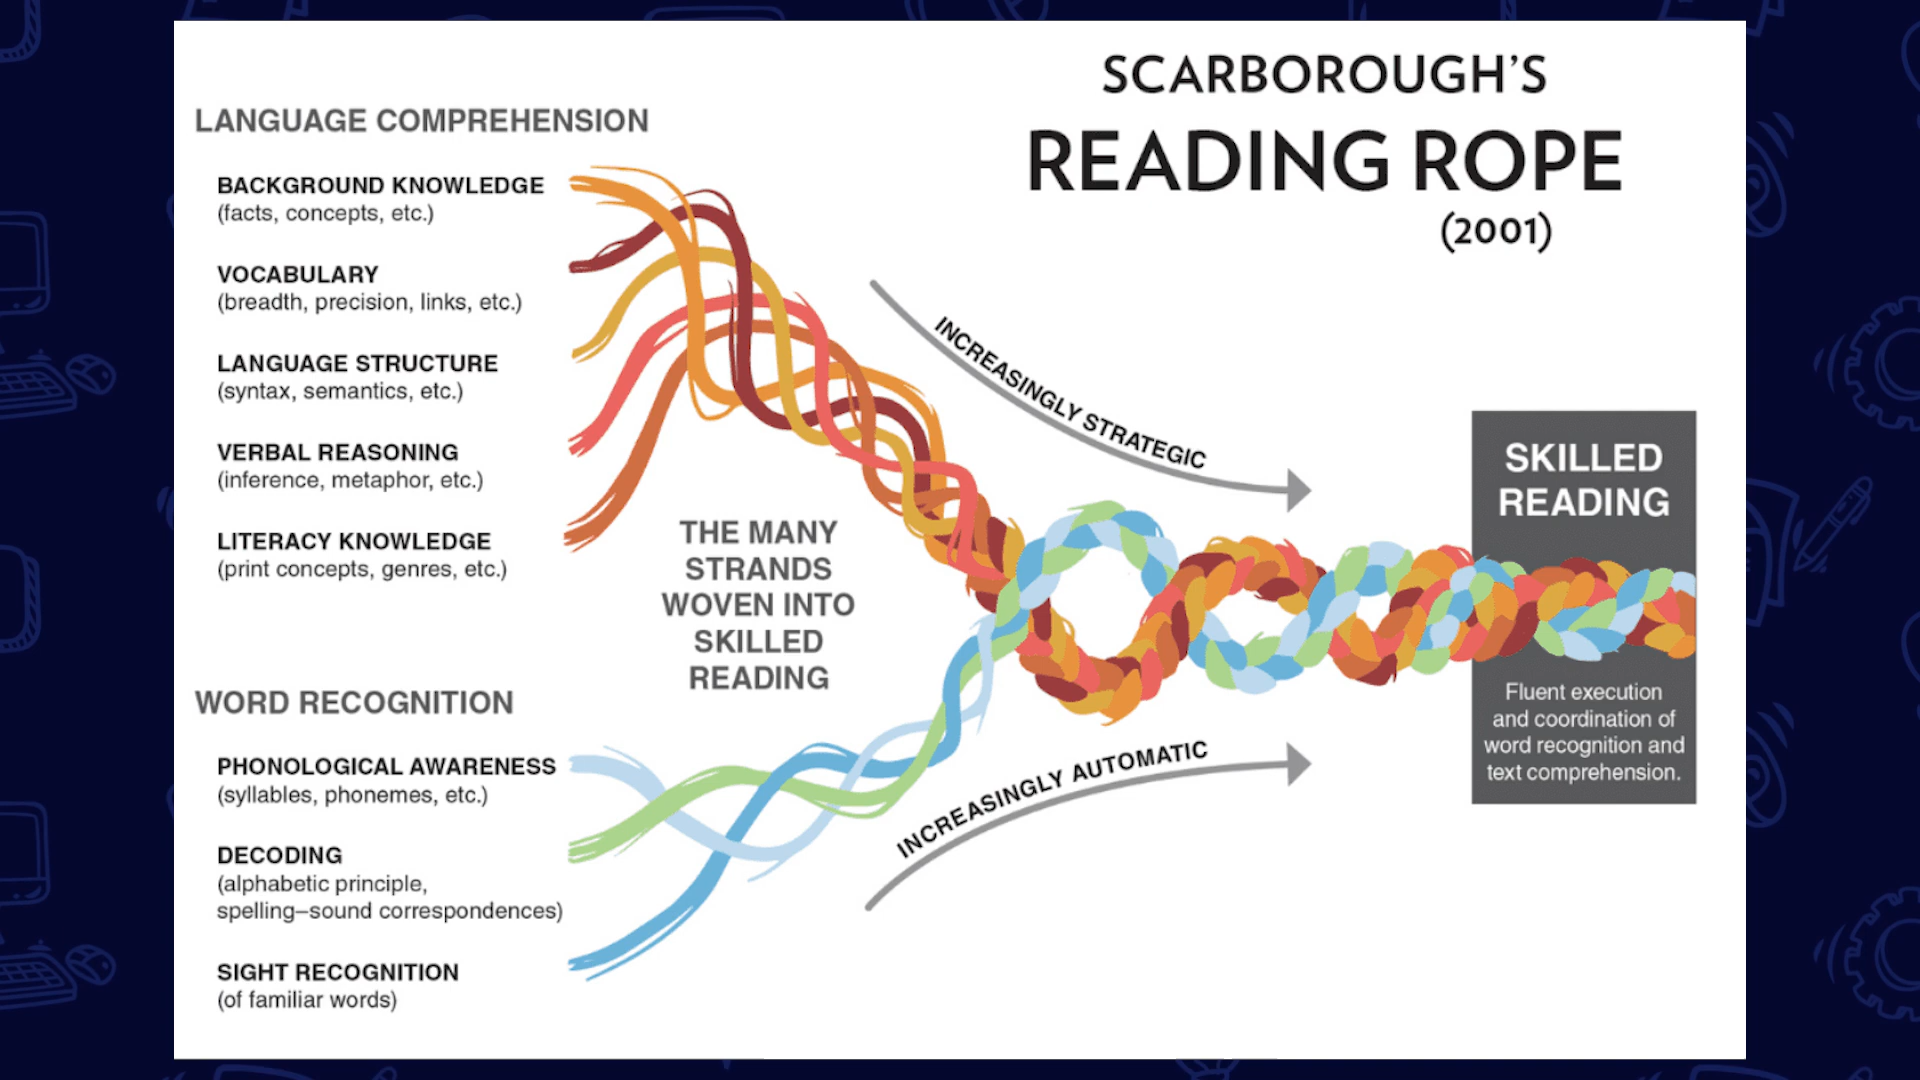 SCARBOROUGH'S
READING ROPE
(2001)
LANGUAGE COMPREHENSION
BACKGROUND KNOWLEDGE
(facts, concepts, etc.)
VOCABULARY
(breadth, precision, links, etc.)
LANGUAGE STRUCTURE
(syntax, semantics, etc.)
VERBAL REASONING
(inference, metaphor, etc.)
LITERACY KNOWLEDGE
(print concepts, genres, etc.)
THE MANY
STRANDS
WOVEN INTO
SKILLED
READING
WORD RECOGNITION
PHONOLOGICAL AWARENESS
(syllables, phonemes, etc.)
DECODING
(alphabetic principle,
spelling–sound correspondences)
SIGHT RECOGNITION
(of familiar words)
INCREASINGLY STRATEGIC
INCREASINGLY AUTOMATIC
SKILLED
READING
Fluent execution
and coordination of
word recognition and
text comprehension.